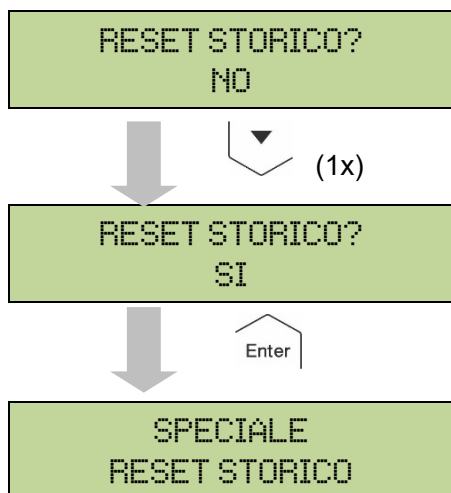 RESET STORICO?
NO
(1x)
RESET STORICO?
SI
Enter
SPECIALE
RESET STORICO